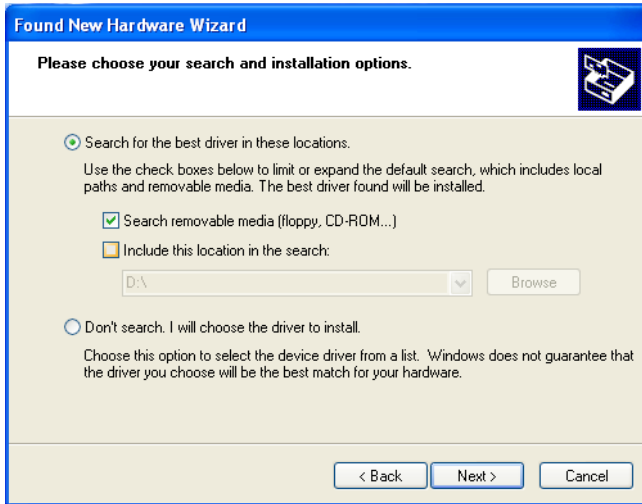 Found New Hardware Wizard
Please choose your search and installation options.
Search for the best driver in these locations.
Use the check boxes below to limit or expand the default search, which includes local
paths and removable media. The best driver found will be installed.
Search removable media (floppy, CD-ROM...)
Include this location in the search:
D:\
Browse
Don't search. I will choose the driver to install.
Choose this option to select the device driver from a list.  Windows does not guarantee that
the driver you choose will be the best match for your hardware.
< Back
Next >
Cancel